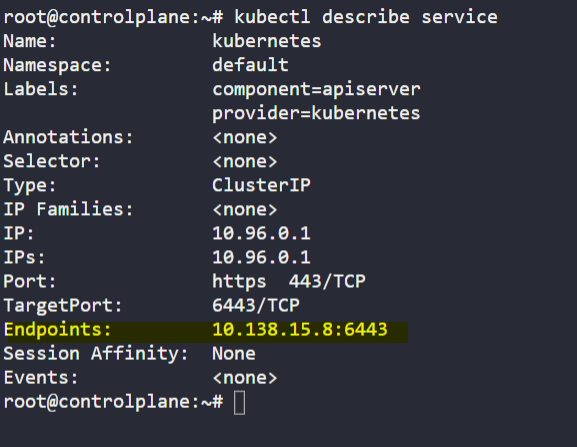 root@controlplane:~# kubectl describe service
Name:              kubernetes
Namespace:         default
Labels:            component=apiserver
                   provider=kubernetes
Annotations:       <none>
Selector:          <none>
Type:              ClusterIP
IP Families:       <none>
IP:                10.96.0.1
IPs:               10.96.0.1
Port:              https  443/TCP
TargetPort:        6443/TCP
Endpoints:         10.138.15.8:6443
Session Affinity:  None
Events:            <none>
root@controlplane:~#